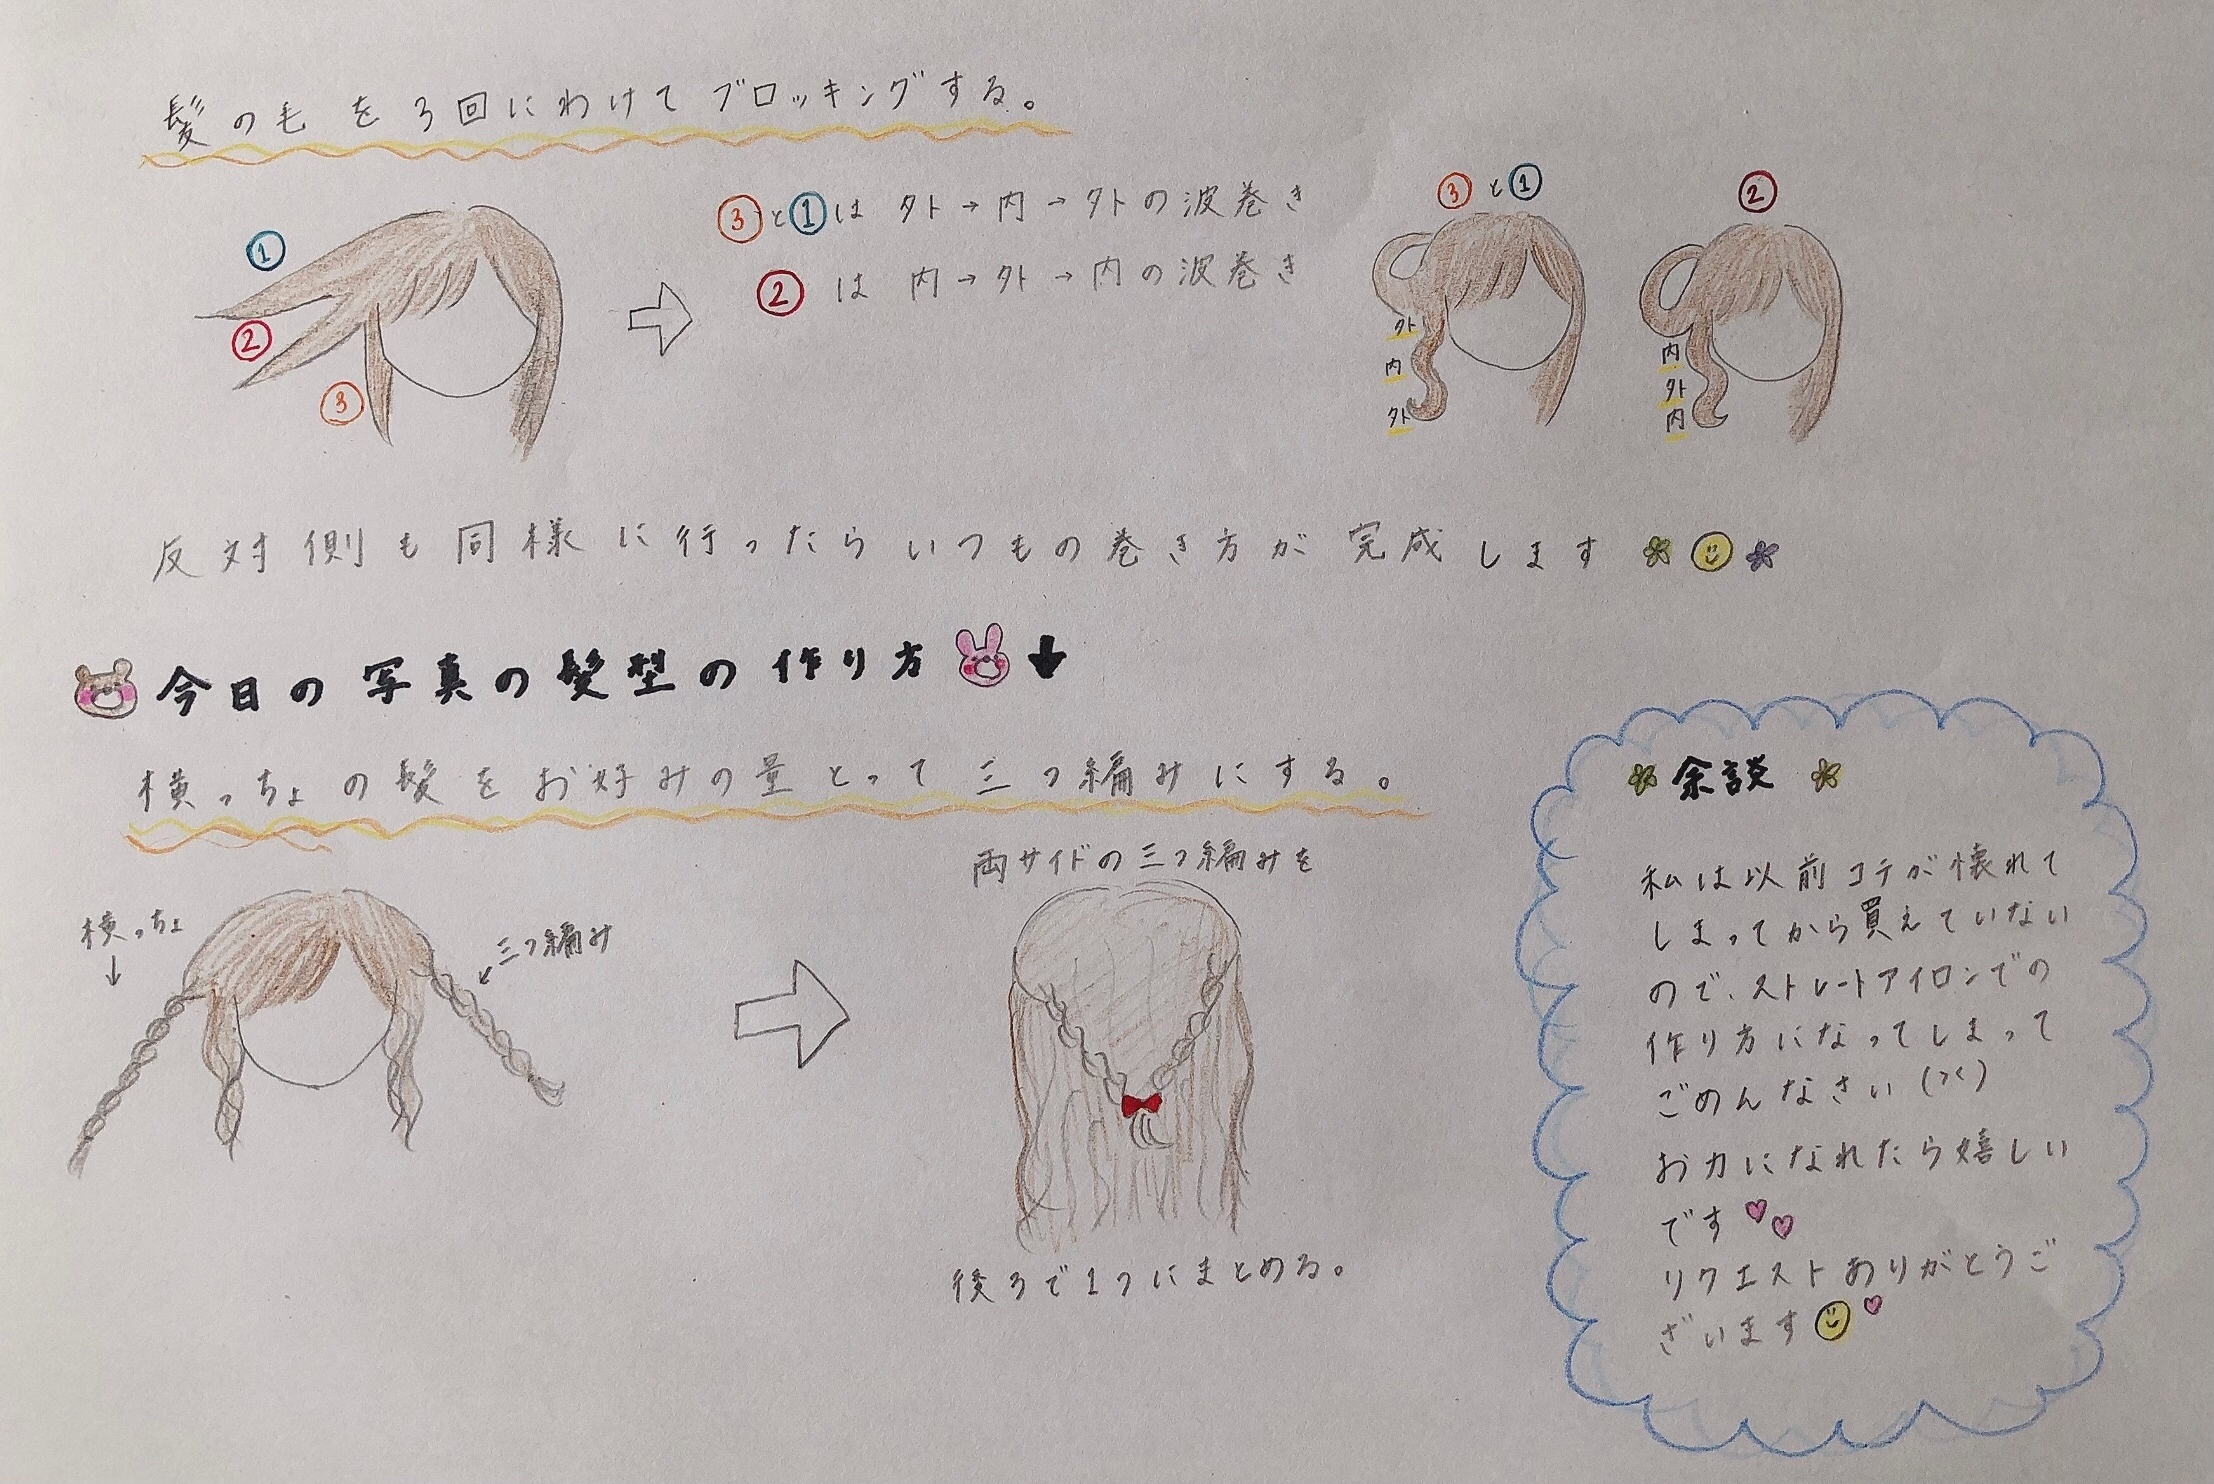 髪の毛を3回にわけてブロッキングする。
①
②
③
③と①は 外→内→外の波巻き
②は 内→外→内の波巻き
③と①
外
内
外
②
内
外
内
反対側も同様に行ったらいつもの巻き方が完成します
今日の写真の髪型の作り方
横っちょの髪をお好みの量とって三つ編みにする。
横っちょ
三つ編み
両サイドの三つ編みを
後ろで1つにまとめる。
余談
私は以前コテが壊れて
しまってから買えていない
ので、ストレートアイロンでの
作り方になってしまって
ごめんなさい(><)
お力になれたら嬉しい
です
リクエストありがとうご
ざいます